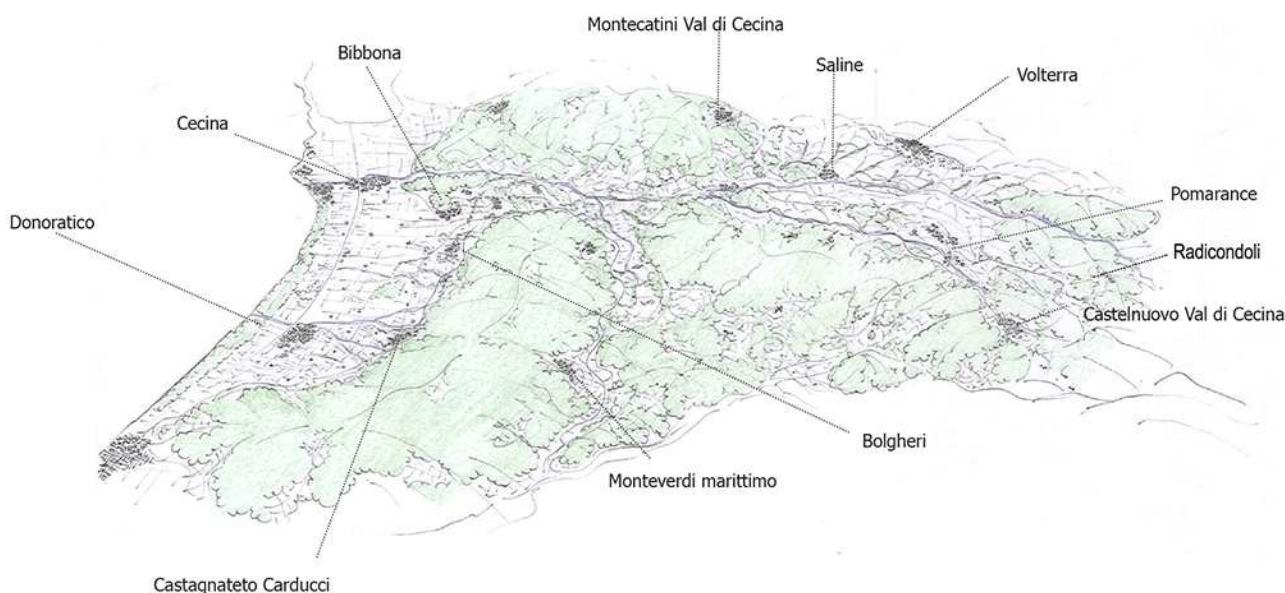 Montecatini Val di Cecina
Bibbona
Saline
Volterra
Cecina
Pomarance
Donoratico
Radicondoli
Castelnuovo Val di Cecina
Bolgheri
Monteverdi marittimo
Castagnateto Carducci